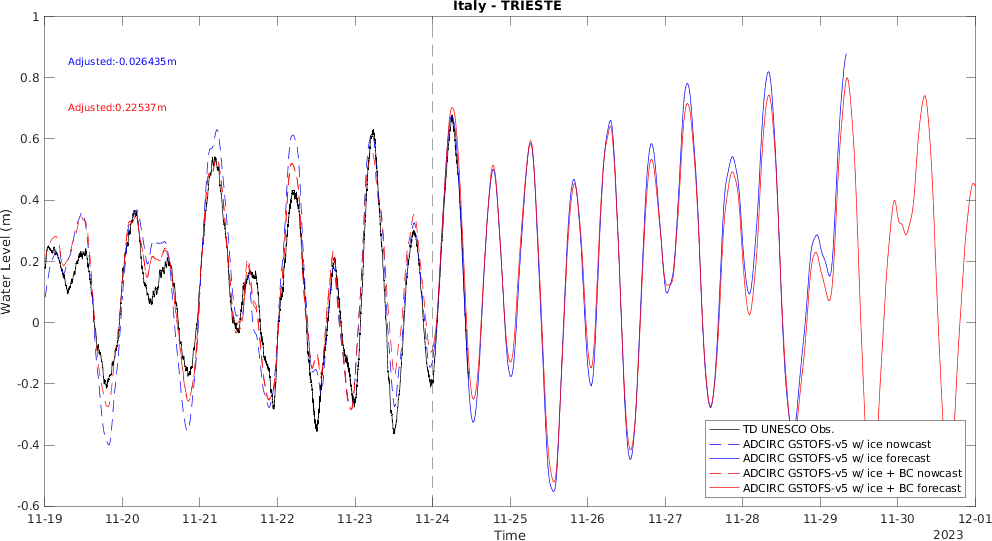 Italy - TRIESTE
1
0.8
0.6
0.4
0.2
0
-0.2
-0.4
-0.6
Water Level (m)
Adjusted:-0.026435m
Adjusted:0.22537m
TD UNESCO Obs.
ADCIRC GSTOFS-v5 w/ ice nowcast
ADCIRC GSTOFS-v5 w/ ice forecast
ADCIRC GSTOFS-v5 w/ ice + BC nowcast
ADCIRC GSTOFS-v5 w/ ice + BC forecast
11-19 11-20 11-21 11-22 11-23 11-24 11-25 11-26 11-27 11-28 11-29 11-30 12-01
Time
2023